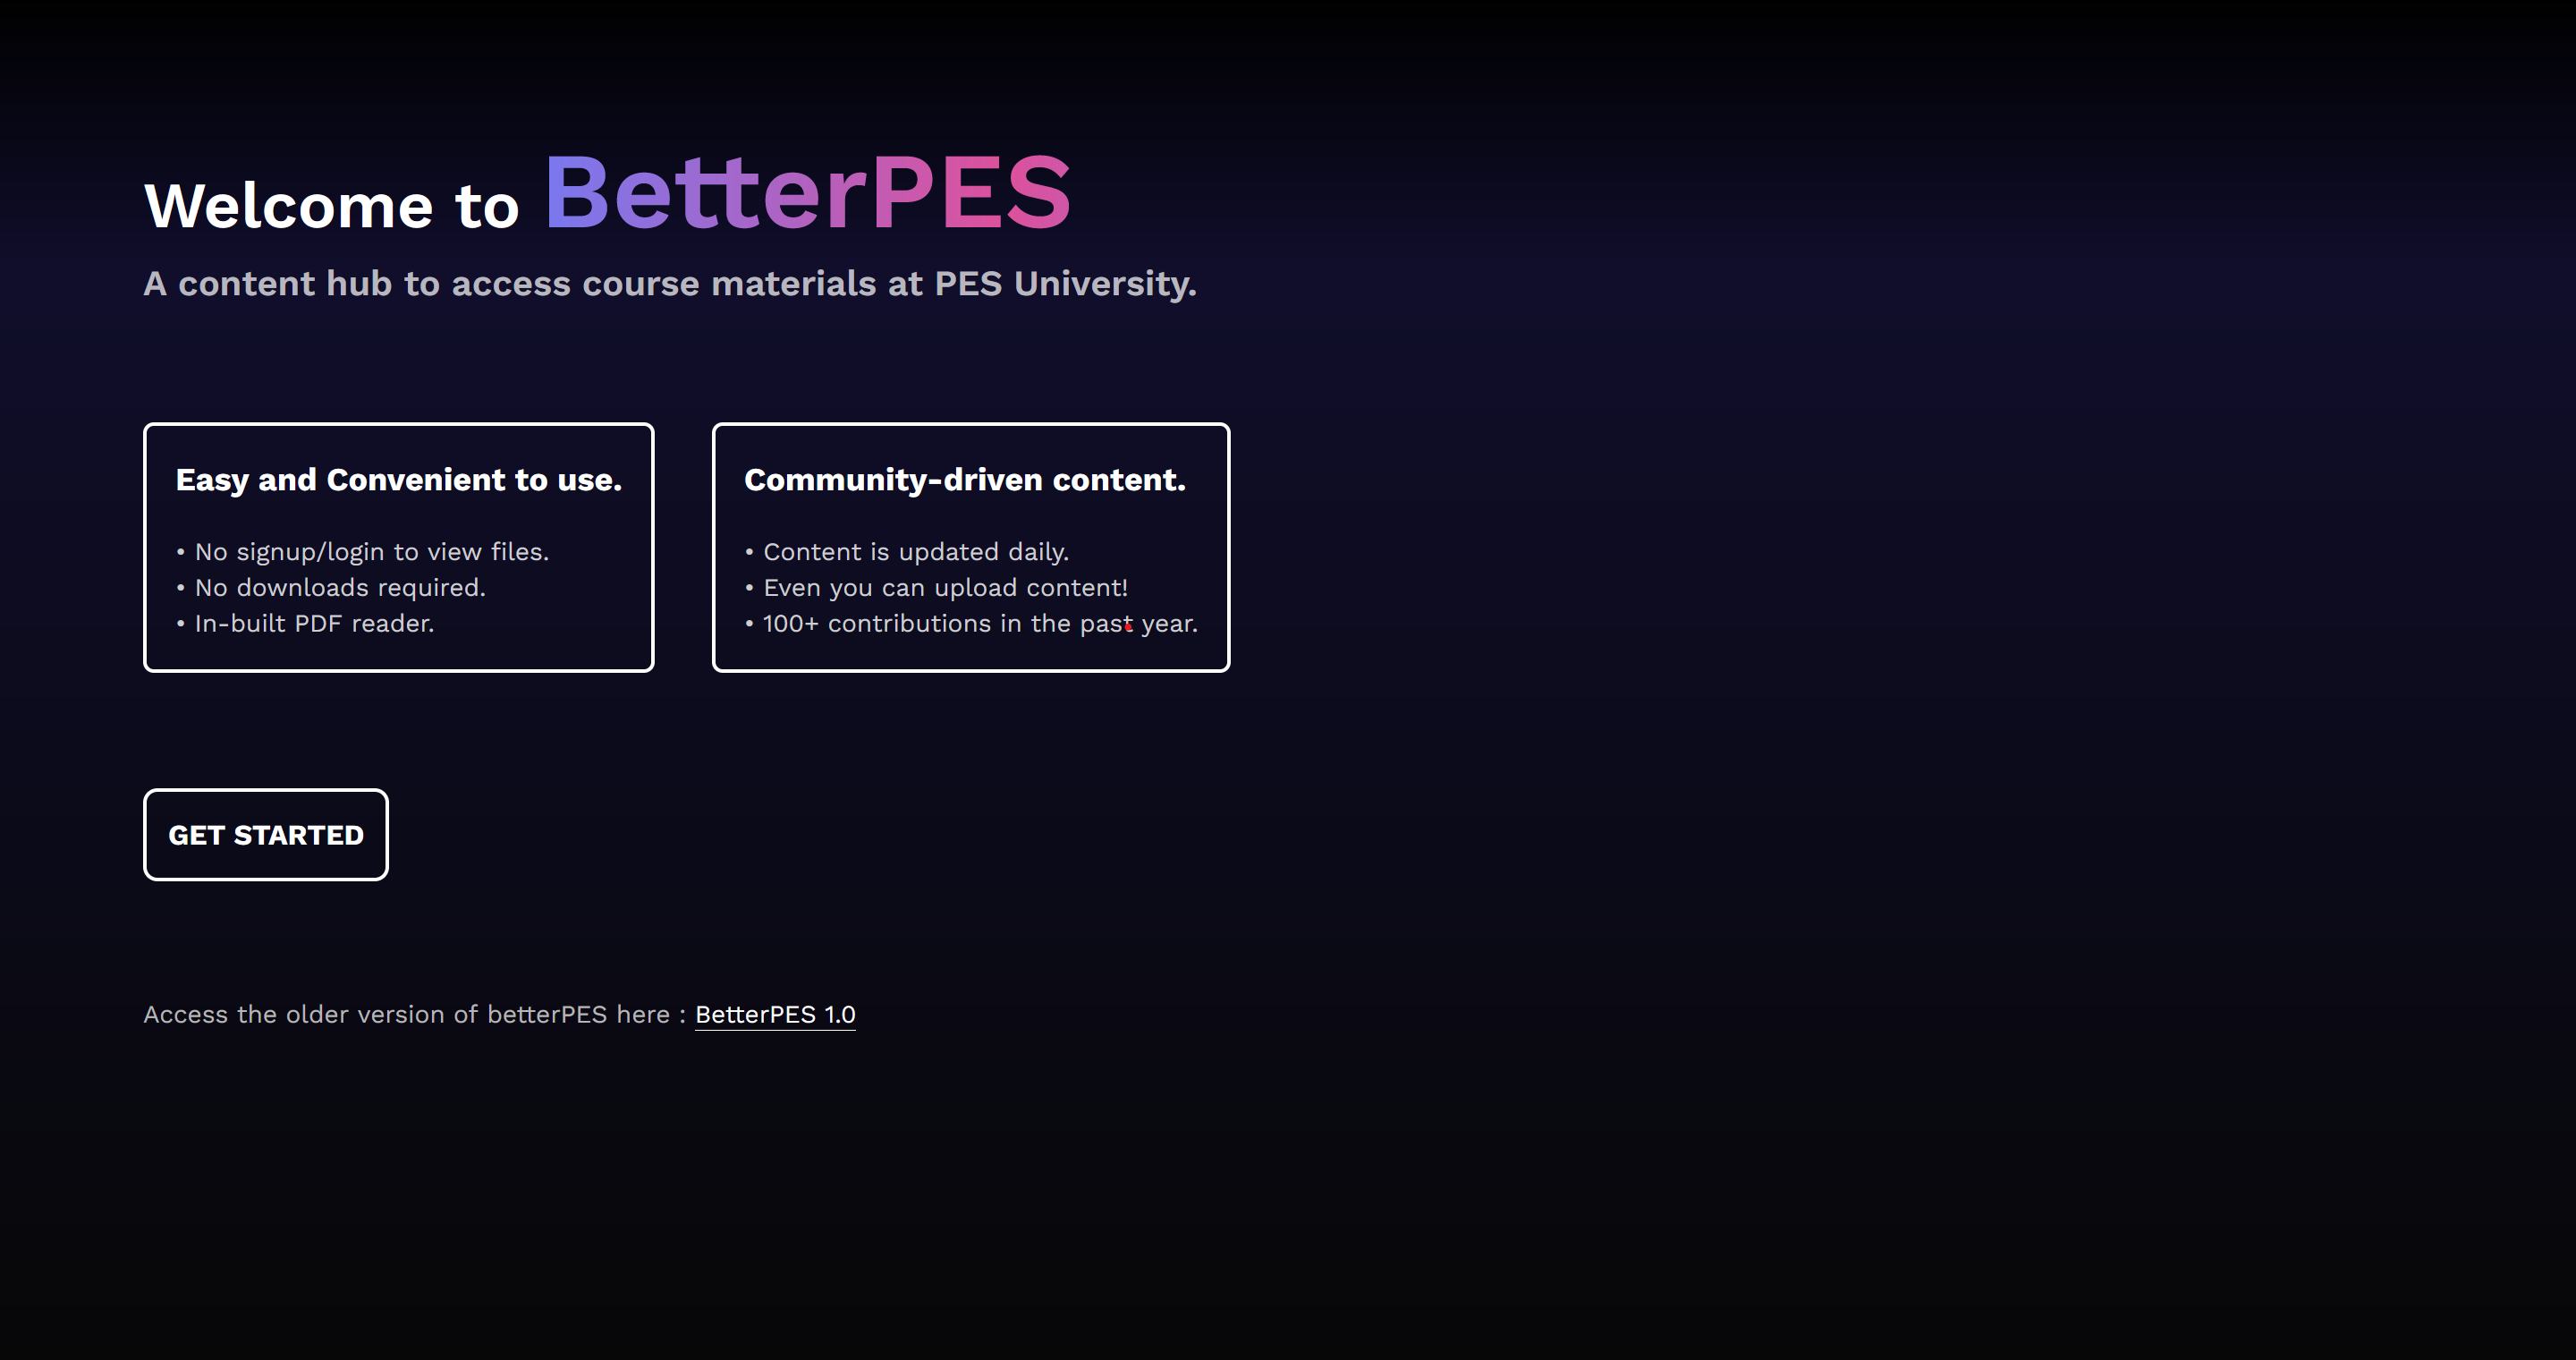 Welcome to BetterPES
A content hub to access course materials at PES University.
Easy and Convenient to use.
• No signup/login to view files.
• No downloads required.
• In-built PDF reader.
Community-driven content.
• Content is updated daily.
• Even you can upload content!
• 100+ contributions in the past year.
GET STARTED
Access the older version of betterPES here : BetterPES 1.0